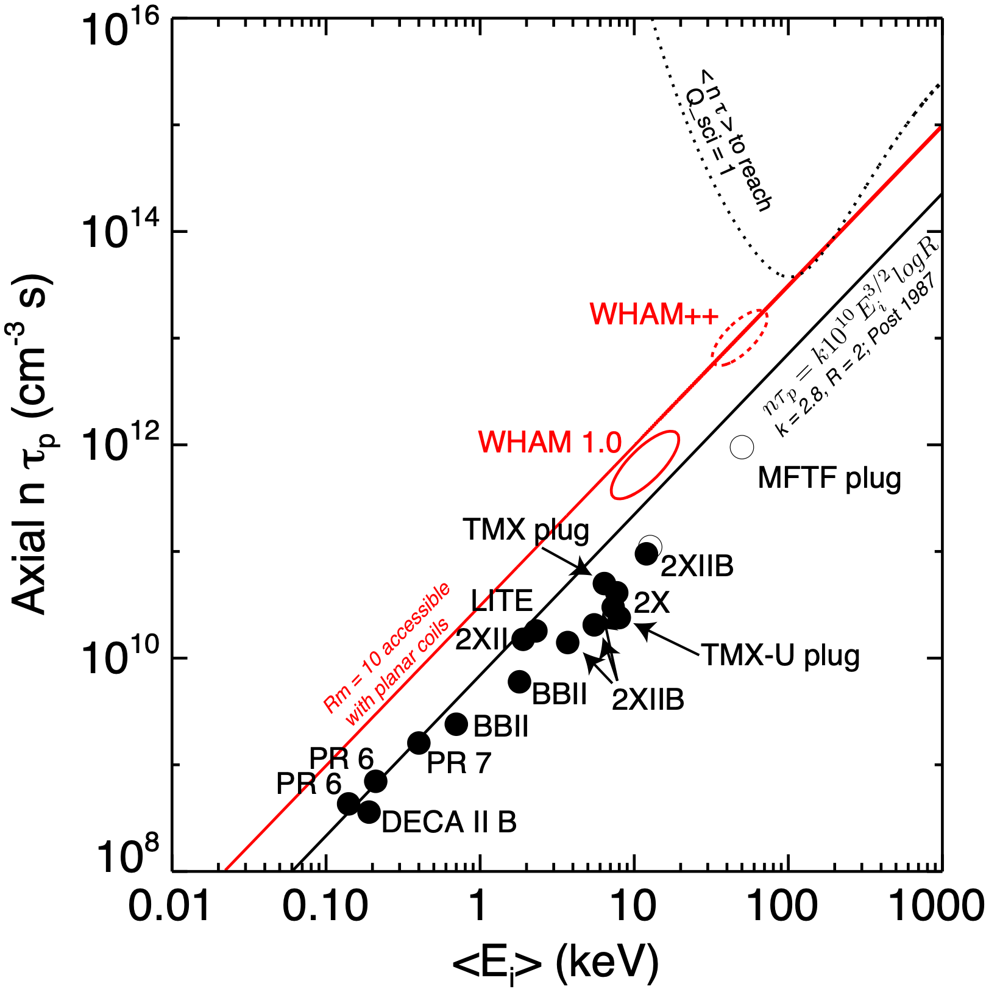 10^16
10^14
10^12
10^10
10^8
Axial n τ_p (cm^-3 s)
< n τ > to reach
Q_sci = 1
WHAM++
nτ_p = k10^10 E_i^3/2 logR
k = 2.8, R = 2; Post 1987
WHAM 1.0
MFTF plug
TMX plug
2XIIB
2X
LITE
2XII
TMX-U plug
Rm = 10 accessible
with planar coils
BBII
2XIIB
BBII
PR 6
PR 7
PR 6
DECA II B
0.01
0.10
1
10
100
1000
<E_i> (keV)